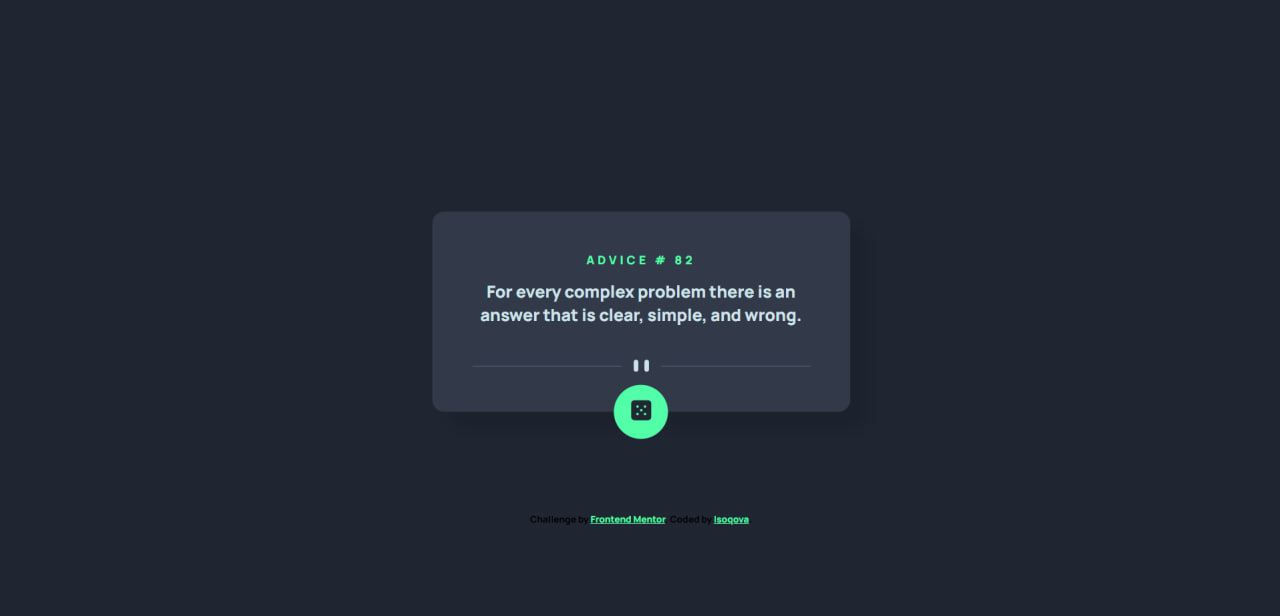 ADVICE # 82
For every complex problem there is an
answer that is clear, simple, and wrong.
Challenge by Frontend Mentor. Coded by Isoqova